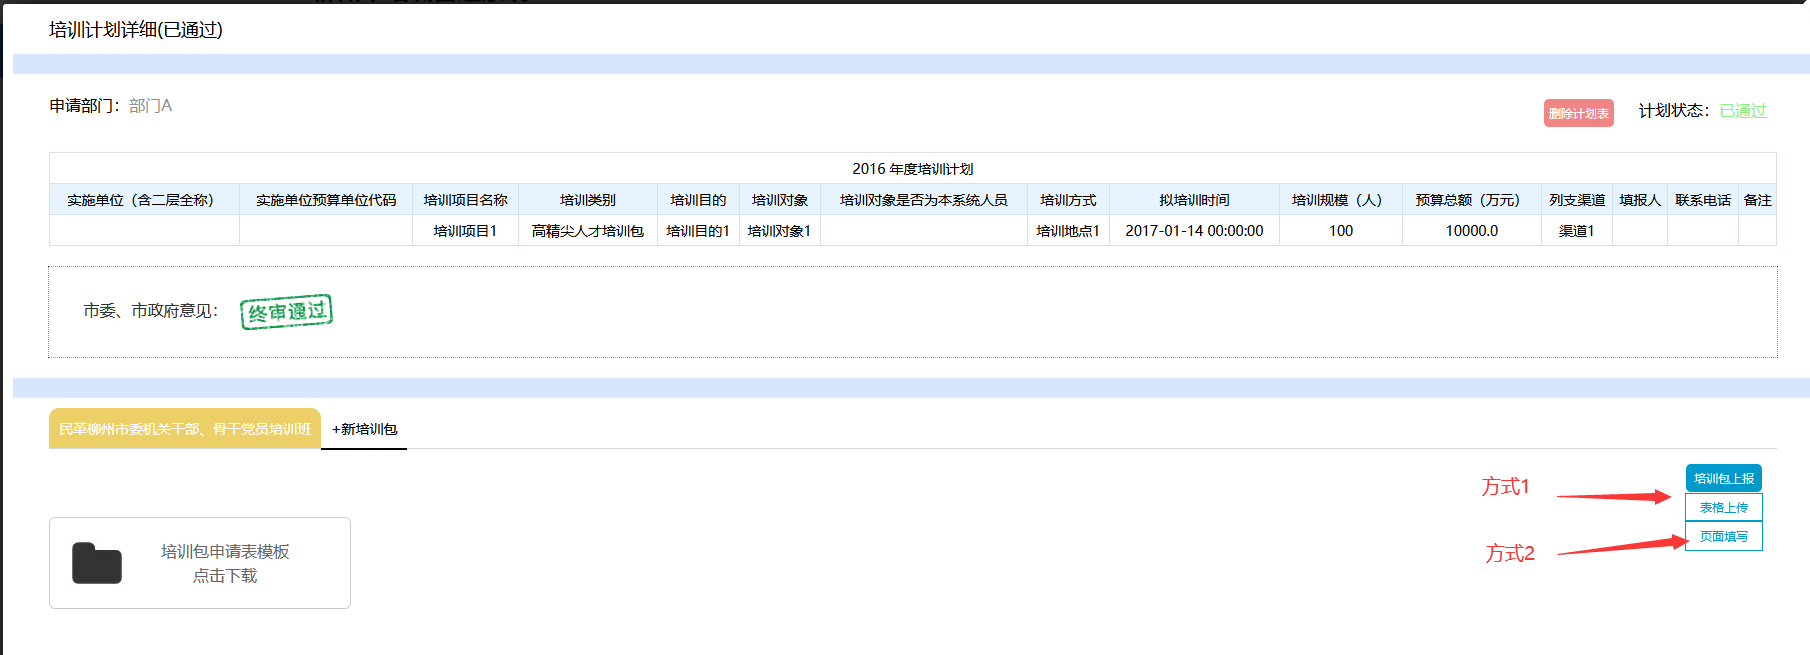 培训计划详细(已通过)
申请部门：部门A
删除计划表 计划状态：已通过
2016 年度培训计划
实施单位（含二层全称） 实施单位预算单位代码 培训项目名称 培训类别 培训目的 培训对象 培训对象是否为本系统人员 培训方式 拟培训时间 培训规模（人） 预算总额（万元） 列支渠道 填报人 联系电话 备注
培训项目1 高精尖人才培训包 培训目的1 培训对象1 培训地点1 2017-01-14 00:00:00 100 10000.0 渠道1
市委、市政府意见： 终审通过
民革柳州市委机关干部、骨干党员培训班 +新培训包
培训包上报
方式1
表格上传
页面填写
方式2
培训包申请表模板
点击下载